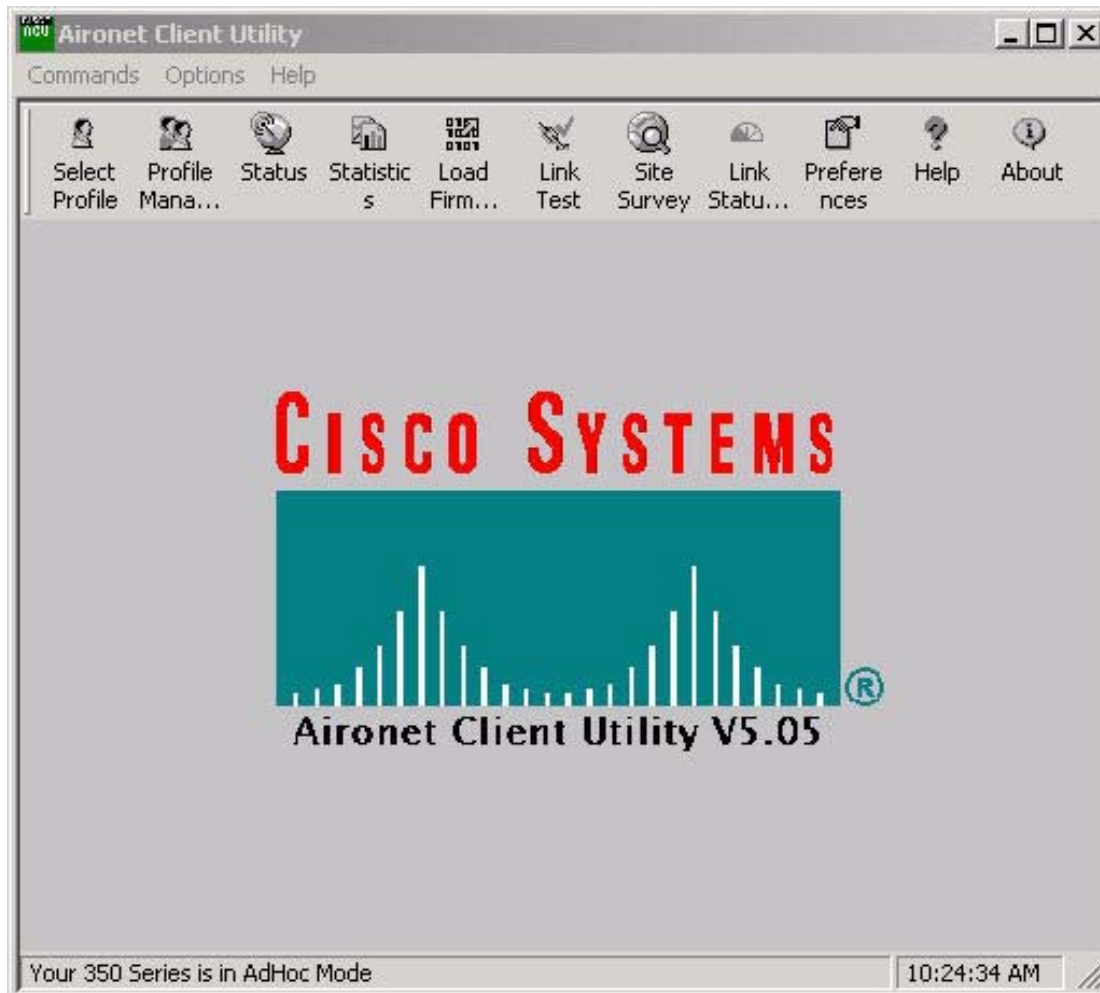 Aironet Client Utility
Commands Options Help
Select Profile
Profile Mana...
Status
Statistics
Load Firm...
Link Test
Site Survey
Link Statu...
Preferences
Help
About
CISCO SYSTEMS
®
Aironet Client Utility V5.05
Your 350 Series is in AdHoc Mode
10:24:34 AM